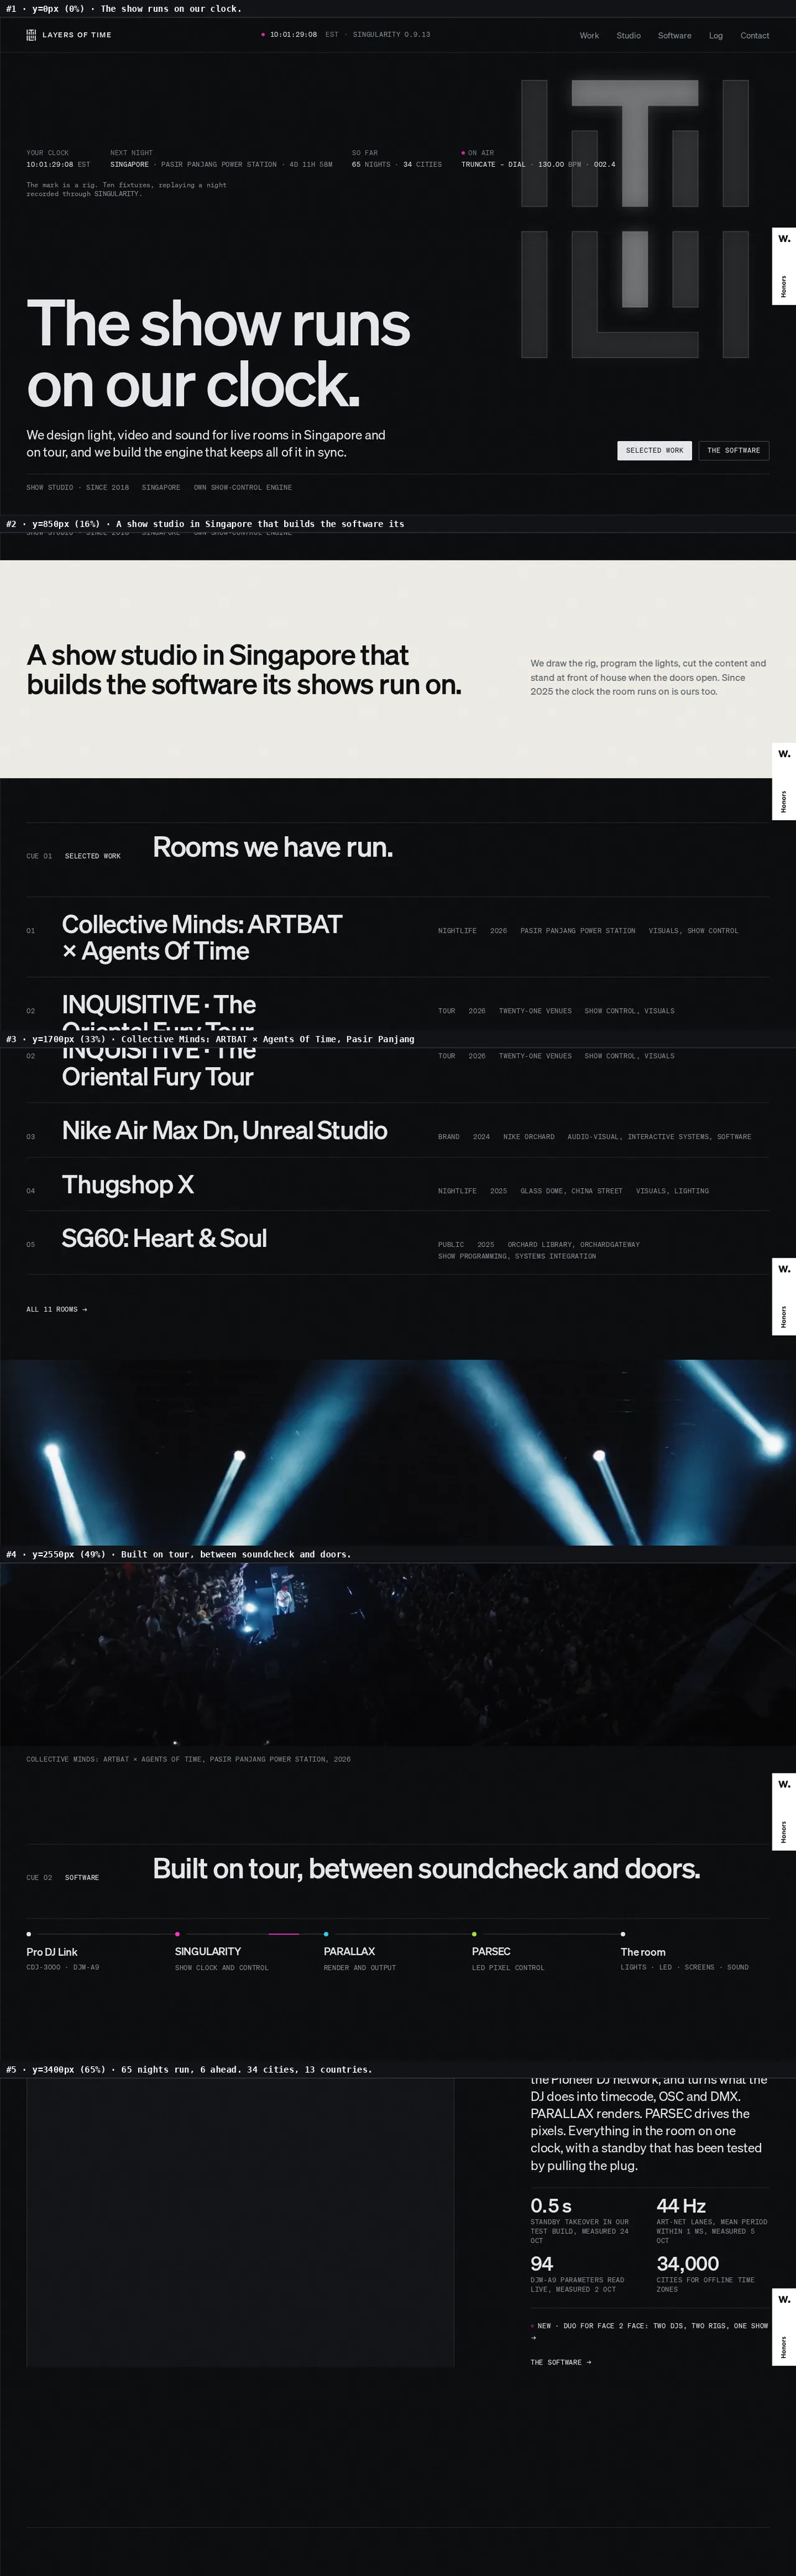 #1 · y=0px (0%) · The show runs on our clock.
LAYERS OF TIME
10:01:29:08 EST · SINGULARITY 0.9.13
Work Studio Software Log Contact
YOUR CLOCK
10:01:29:08 EST
NEXT NIGHT
SINGAPORE · PASIR PANJANG POWER STATION · 4D 11H 58M
SO FAR
65 NIGHTS · 34 CITIES
ON AIR
TRUNCATE – DIAL · 130.00 BPM · 002.4
The mark is a rig. Ten fixtures, replaying a night
recorded through SINGULARITY.
W.
Honors
The show runs
on our clock.
We design light, video and sound for live rooms in Singapore and
on tour, and we build the engine that keeps all of it in sync.
SELECTED WORK
THE SOFTWARE
SHOW STUDIO · SINCE 2018 SINGAPORE OWN SHOW-CONTROL ENGINE
#2 · y=850px (16%) · A show studio in Singapore that builds the software its
SHOW STUDIO · SINCE 2018 SINGAPORE OWN SHOW-CONTROL ENGINE
A show studio in Singapore that
builds the software its shows run on.
We draw the rig, program the lights, cut the content and
stand at front of house when the doors open. Since
2025 the clock the room runs on is ours too.
W.
Honors
CUE 01 SELECTED WORK
Rooms we have run.
01
Collective Minds: ARTBAT
× Agents Of Time
NIGHTLIFE 2026 PASIR PANJANG POWER STATION VISUALS, SHOW CONTROL
02
INQUISITIVE · The
Oriental Fury Tour
TOUR 2026 TWENTY-ONE VENUES SHOW CONTROL, VISUALS
#3 · y=1700px (33%) · Collective Minds: ARTBAT × Agents Of Time, Pasir Panjang
02
INQUISITIVE · The
Oriental Fury Tour
TOUR 2026 TWENTY-ONE VENUES SHOW CONTROL, VISUALS
03
Nike Air Max Dn, Unreal Studio
BRAND 2024 NIKE ORCHARD AUDIO-VISUAL, INTERACTIVE SYSTEMS, SOFTWARE
04
Thugshop X
NIGHTLIFE 2025 GLASS DOME, CHINA STREET VISUALS, LIGHTING
05
SG60: Heart & Soul
PUBLIC 2025 ORCHARD LIBRARY, ORCHARDGATEWAY
SHOW PROGRAMMING, SYSTEMS INTEGRATION
W.
Honors
ALL 11 ROOMS →
#4 · y=2550px (49%) · Built on tour, between soundcheck and doors.
COLLECTIVE MINDS: ARTBAT × AGENTS OF TIME, PASIR PANJANG POWER STATION, 2026
W.
Honors
CUE 02 SOFTWARE
Built on tour, between soundcheck and doors.
Pro DJ Link
CDJ-3000 · DJM-A9
SINGULARITY
SHOW CLOCK AND CONTROL
PARALLAX
RENDER AND OUTPUT
PARSEC
LED PIXEL CONTROL
The room
LIGHTS · LED · SCREENS · SOUND
#5 · y=3400px (65%) · 65 nights run, 6 ahead. 34 cities, 13 countries.
the Pioneer DJ network, and turns what the
DJ does into timecode, OSC and DMX.
PARALLAX renders. PARSEC drives the
pixels. Everything in the room on one
clock, with a standby that has been tested
by pulling the plug.
0.5 s
STANDBY TAKEOVER IN OUR
TEST BUILD, MEASURED 24
OCT
44 Hz
ART-NET LANES, MEAN PERIOD
WITHIN 1 MS, MEASURED 5
OCT
94
DJM-A9 PARAMETERS READ
LIVE, MEASURED 2 OCT
34,000
CITIES FOR OFFLINE TIME
ZONES
W.
Honors
NEW · DUO FOR FACE 2 FACE: TWO DJS, TWO RIGS, ONE SHOW
→
THE SOFTWARE →